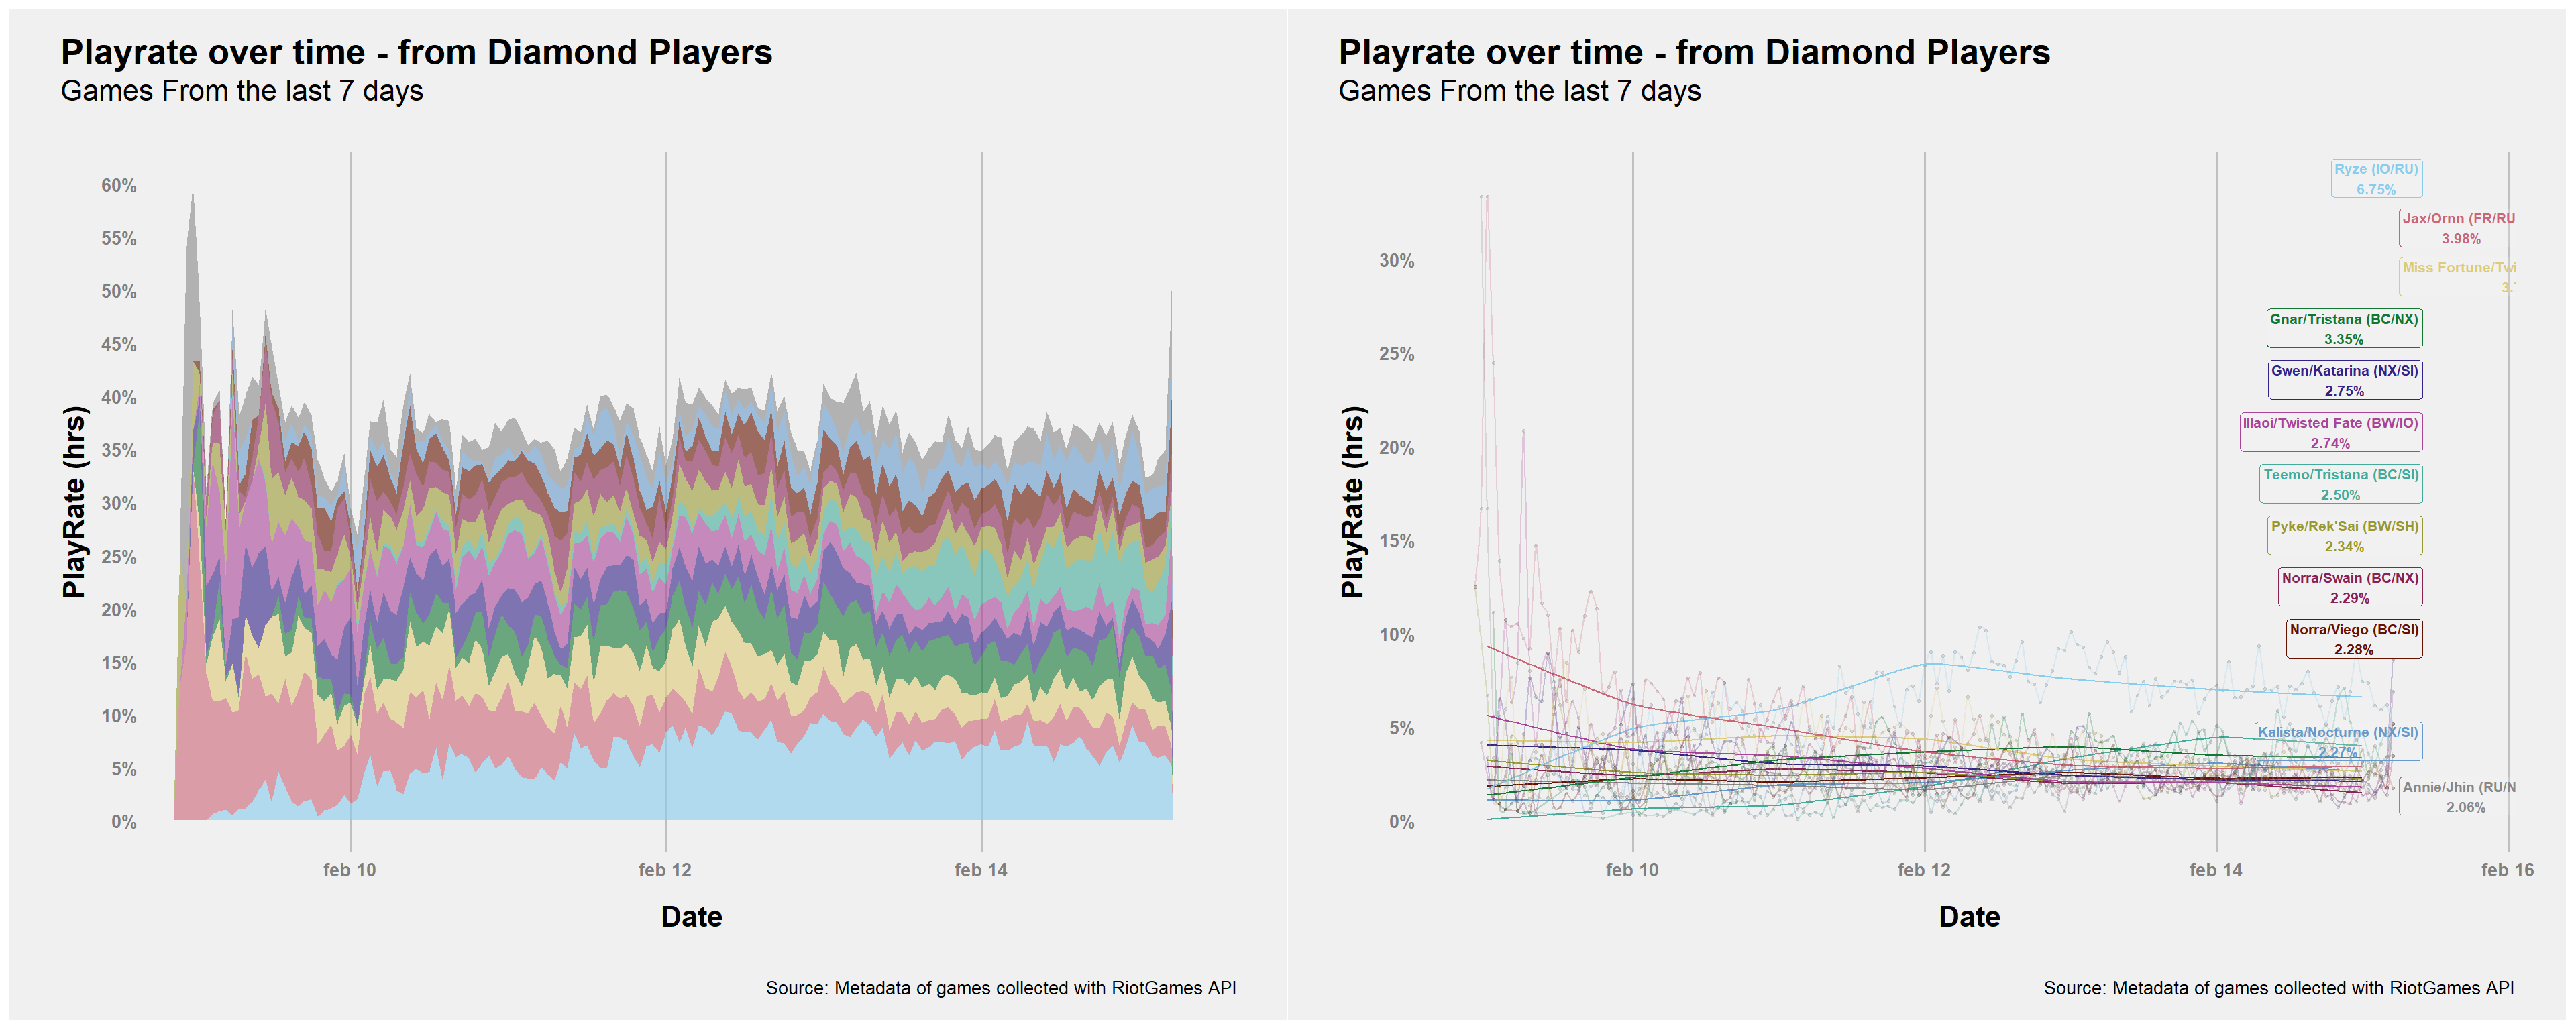 Playrate over time - from Diamond Players
Games From the last 7 days
PlayRate (hrs)
60%
55%
50%
45%
40%
35%
30%
25%
20%
15%
10%
5%
0%
feb 10
feb 12
feb 14
Date
Source: Metadata of games collected with RiotGames API
Playrate over time - from Diamond Players
Games From the last 7 days
PlayRate (hrs)
30%
25%
20%
15%
10%
5%
0%
Ryze (IO/RU)
6.75%
Jax/Ornn (FR/RU
3.98%
Miss Fortune/Twi
3.
Gnar/Tristana (BC/NX)
3.35%
Gwen/Katarina (NX/SI)
2.75%
Illaoi/Twisted Fate (BW/IO)
2.74%
Teemo/Tristana (BC/SI)
2.50%
Pyke/Rek'Sai (BW/SH)
2.34%
Norra/Swain (BC/NX)
2.29%
Norra/Viego (BC/SI)
2.28%
Kalista/Nocturne (NX/SI)
2.27%
Annie/Jhin (RU/N
2.06%
feb 10
feb 12
feb 14
feb 16
Date
Source: Metadata of games collected with RiotGames API